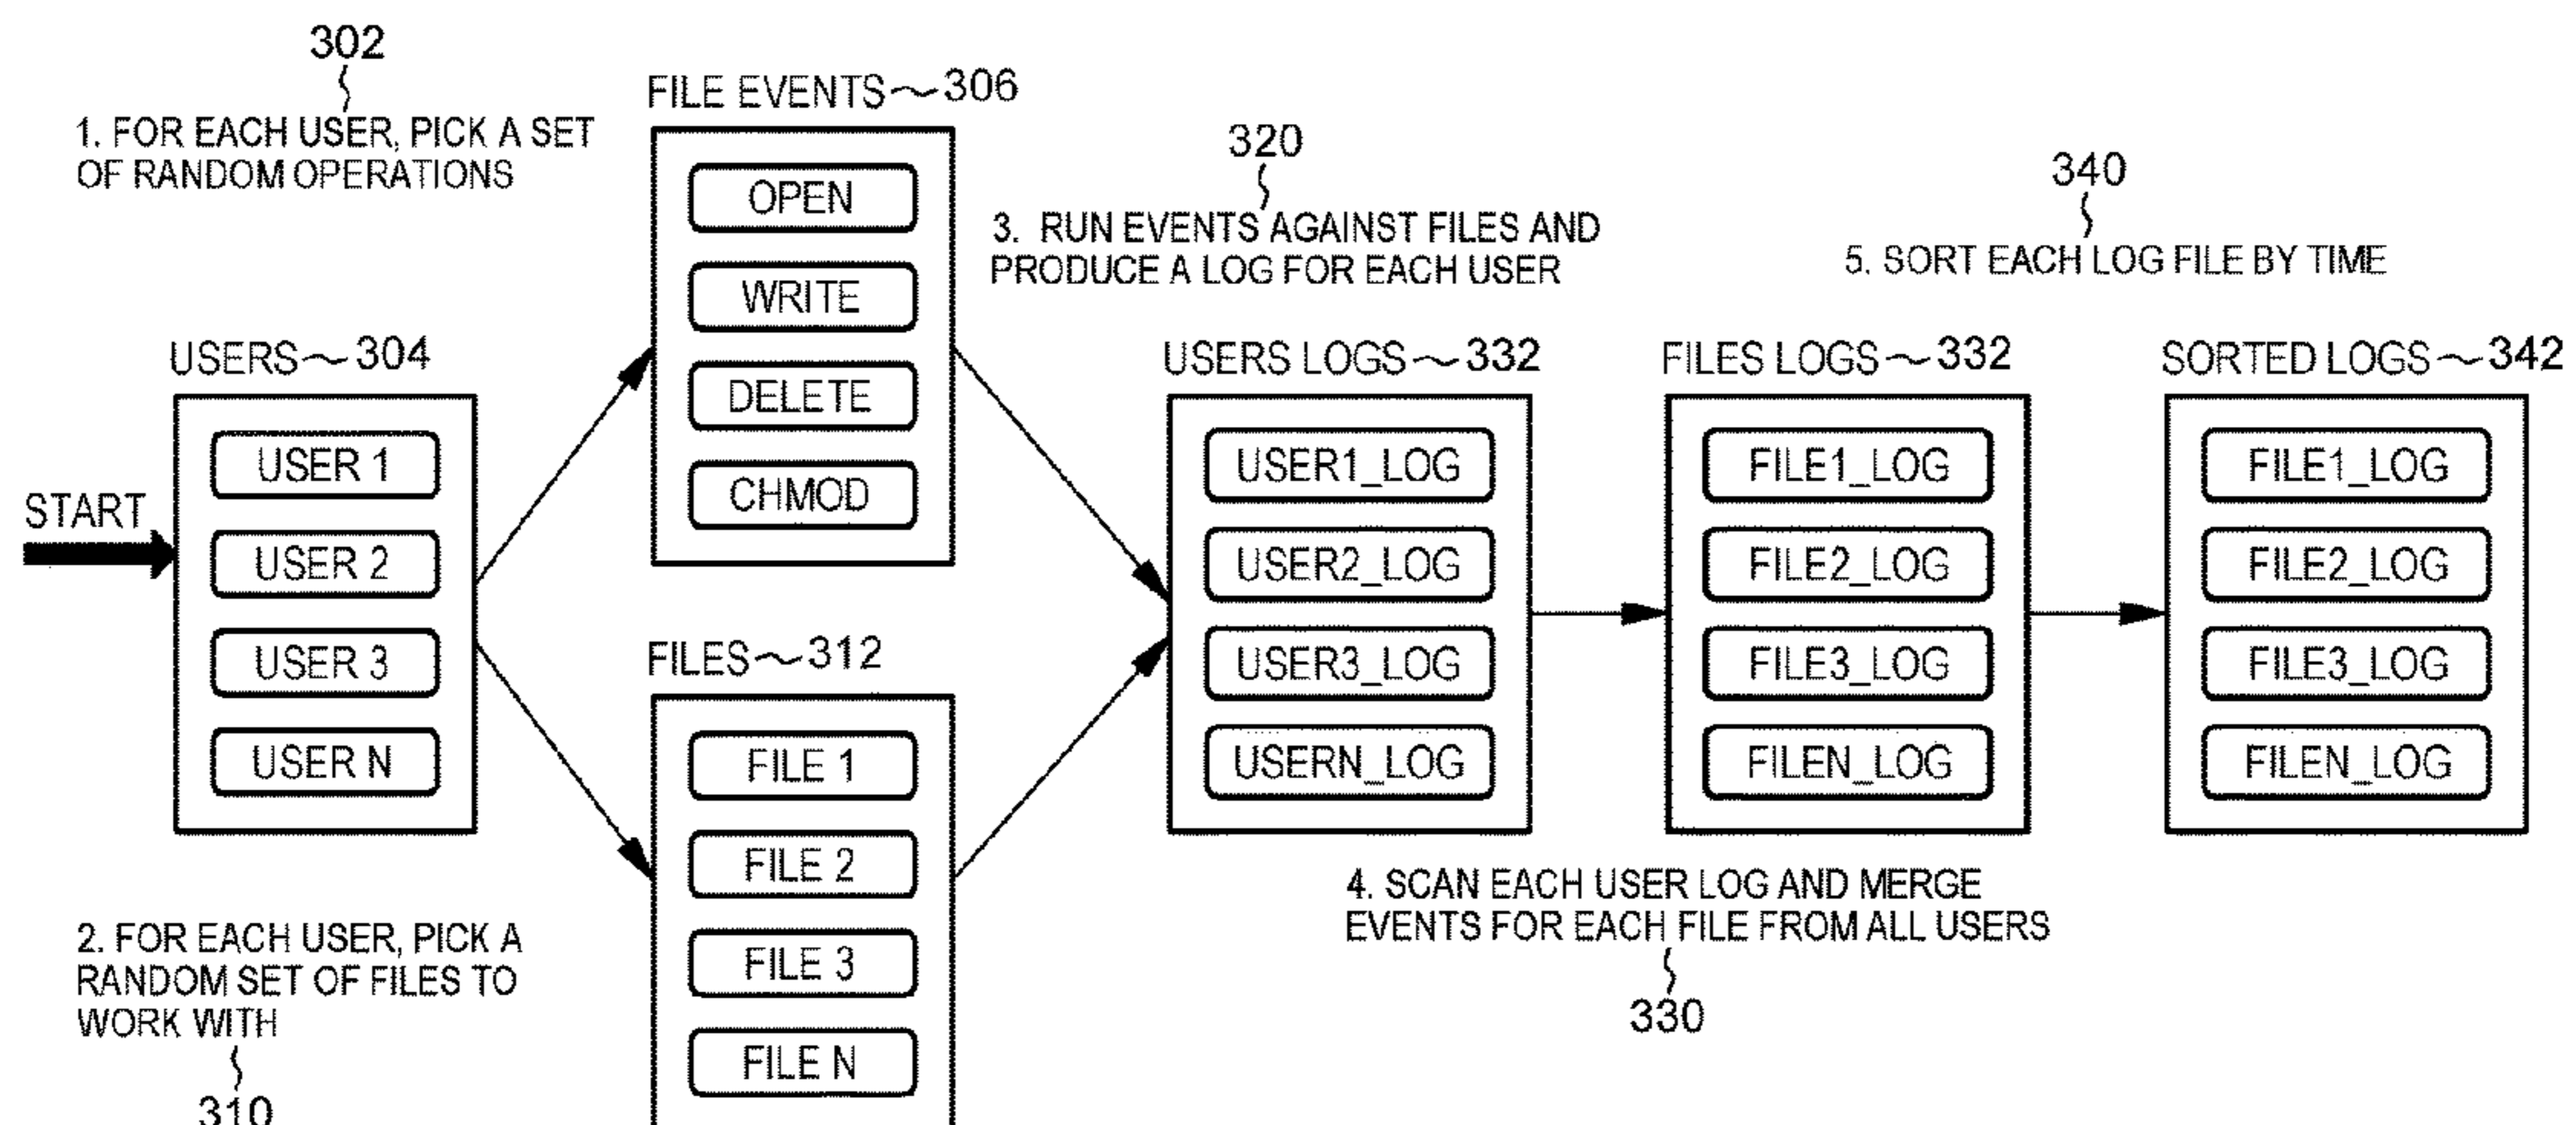 302
1. FOR EACH USER, PICK A SET
OF RANDOM OPERATIONS
FILE EVENTS 306
OPEN
WRITE
DELETE
CHMOD
320
3. RUN EVENTS AGAINST FILES AND
PRODUCE A LOG FOR EACH USER
340
5. SORT EACH LOG FILE BY TIME
START
USERS 304
USER 1
USER 2
USER 3
USER N
2. FOR EACH USER, PICK A
RANDOM SET OF FILES TO
WORK WITH
310
FILES 312
FILE 1
FILE 2
FILE 3
FILE N
USERS LOGS 332
USER1_LOG
USER2_LOG
USER3_LOG
USERN_LOG
FILES LOGS 332
FILE1_LOG
FILE2_LOG
FILE3_LOG
FILEN_LOG
4. SCAN EACH USER LOG AND MERGE
EVENTS FOR EACH FILE FROM ALL USERS
330
SORTED LOGS 342
FILE1_LOG
FILE2_LOG
FILE3_LOG
FILEN_LOG